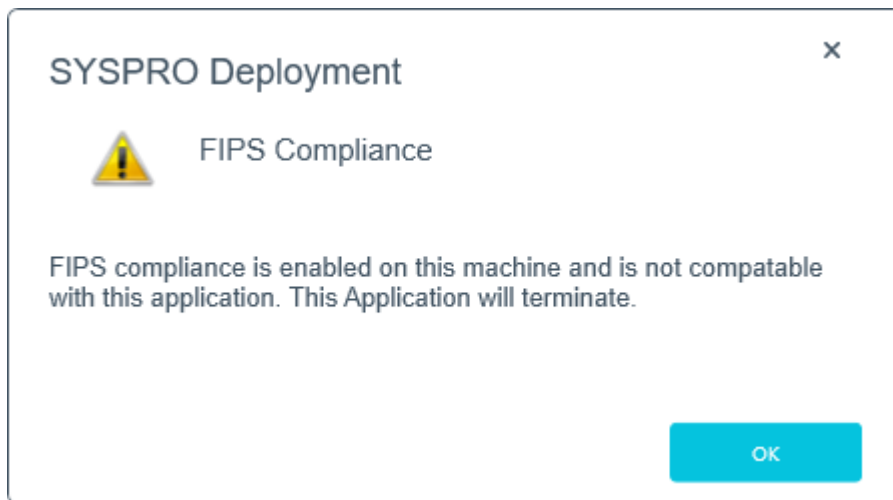 SYSPRO Deployment
FIPS Compliance
FIPS compliance is enabled on this machine and is not compatable
with this application. This Application will terminate.
OK